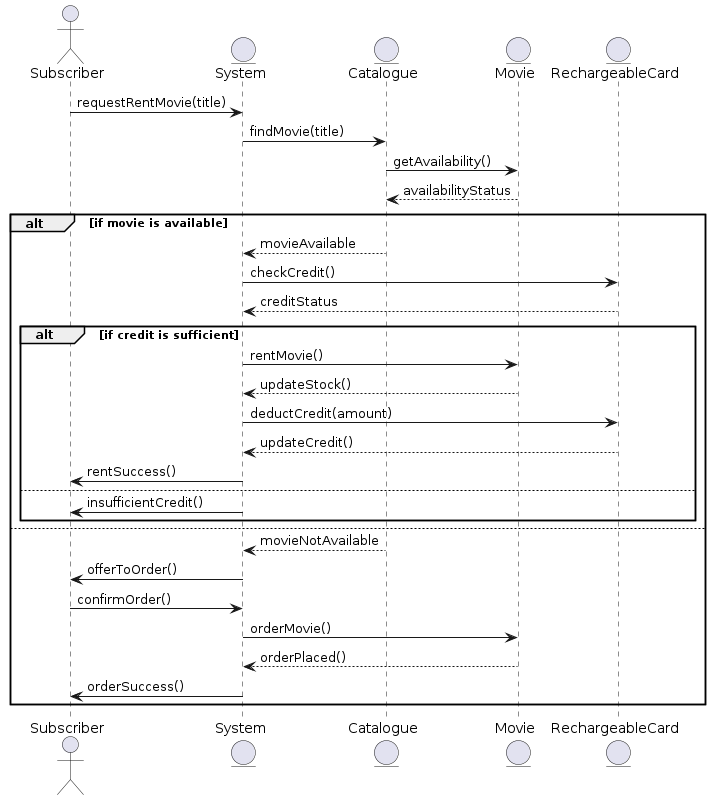 Subscriber System Catalogue Movie RechargeableCard
requestRentMovie(title)
findMovie(title)
getAvailability()
availabilityStatus
alt [if movie is available]
movieAvailable
checkCredit()
creditStatus
alt [if credit is sufficient]
rentMovie()
updateStock()
deductCredit(amount)
updateCredit()
rentSuccess()
insufficientCredit()
movieNotAvailable
offerToOrder()
confirmOrder()
orderMovie()
orderPlaced()
orderSuccess()
Subscriber System Catalogue Movie RechargeableCard